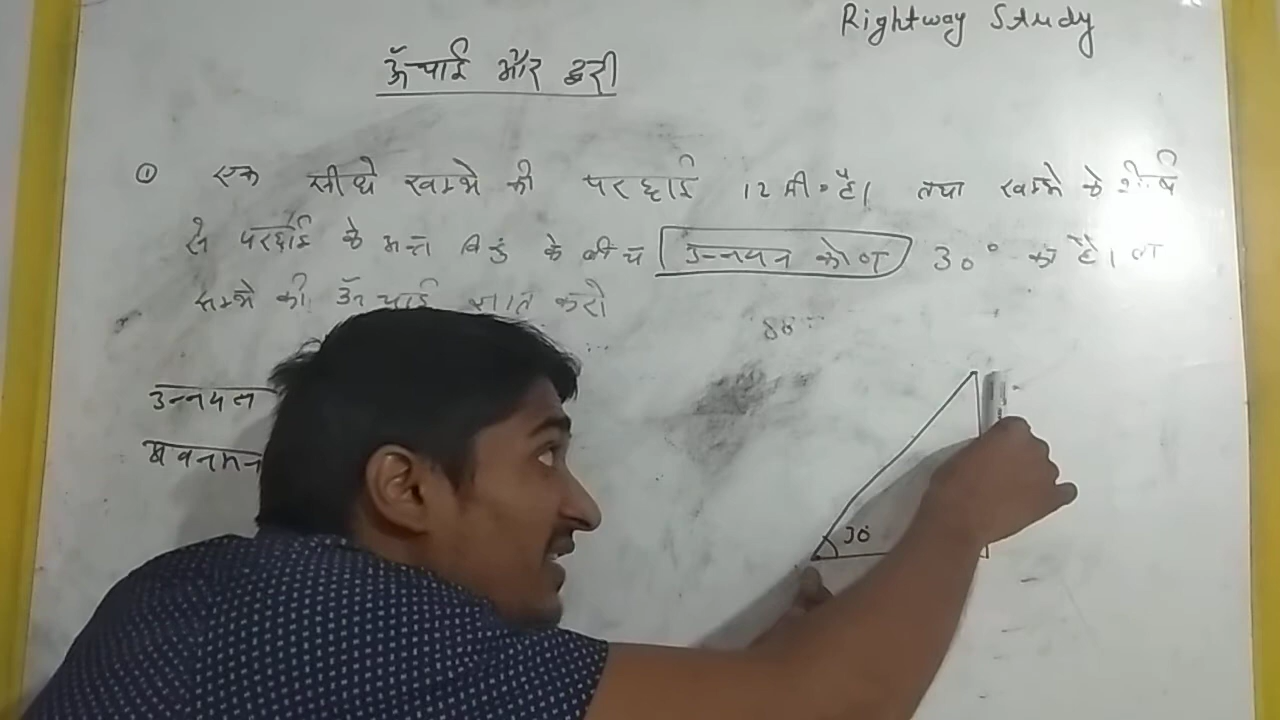 Rightway Study
ऊँचाई और दूरी
① एक सीधे खम्भे की परछाई 12 मी॰ है। तथा खम्भे के शीर्ष
से परछाई के अन्त बिंदु के बीच उन्नयन कोण 30° का है। तो
खम्भे की ऊँचाई ज्ञात करो
उन्नयन
अवनमन
30°